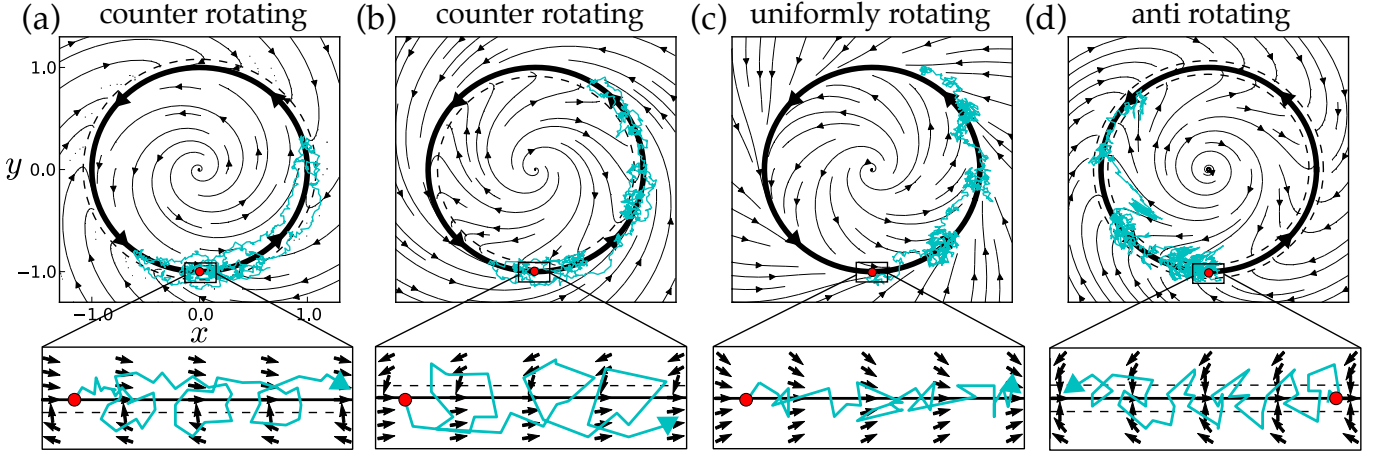 (a) counter rotating
(b) counter rotating
(c) uniformly rotating
(d) anti rotating
1.0
y 0.0
−1.0
−1.0 0.0 1.0
x